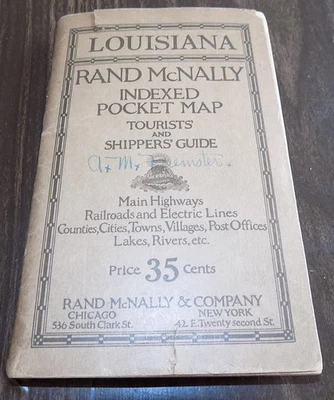 LOUISIANA
RAND McNALLY
INDEXED
POCKET MAP
TOURISTS'
AND
SHIPPERS' GUIDE
A. M.
Main Highways
Railroads and Electric Lines
Counties, Cities, Towns, Villages, Post Offices
Lakes, Rivers, etc.
Price 35 Cents
RAND McNALLY & COMPANY
CHICAGO NEW YORK
536 South Clark St. 42 E. Twenty second St.